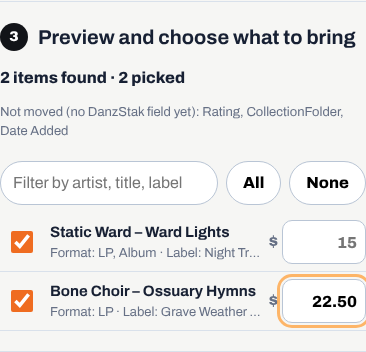 3 Preview and choose what to bring
2 items found · 2 picked
Not moved (no DanzStak field yet): Rating, CollectionFolder,
Date Added
Filter by artist, title, label All None
Static Ward – Ward Lights $ 15
Format: LP, Album · Label: Night Tr...
Bone Choir – Ossuary Hymns $ 22.50
Format: LP · Label: Grave Weather ...